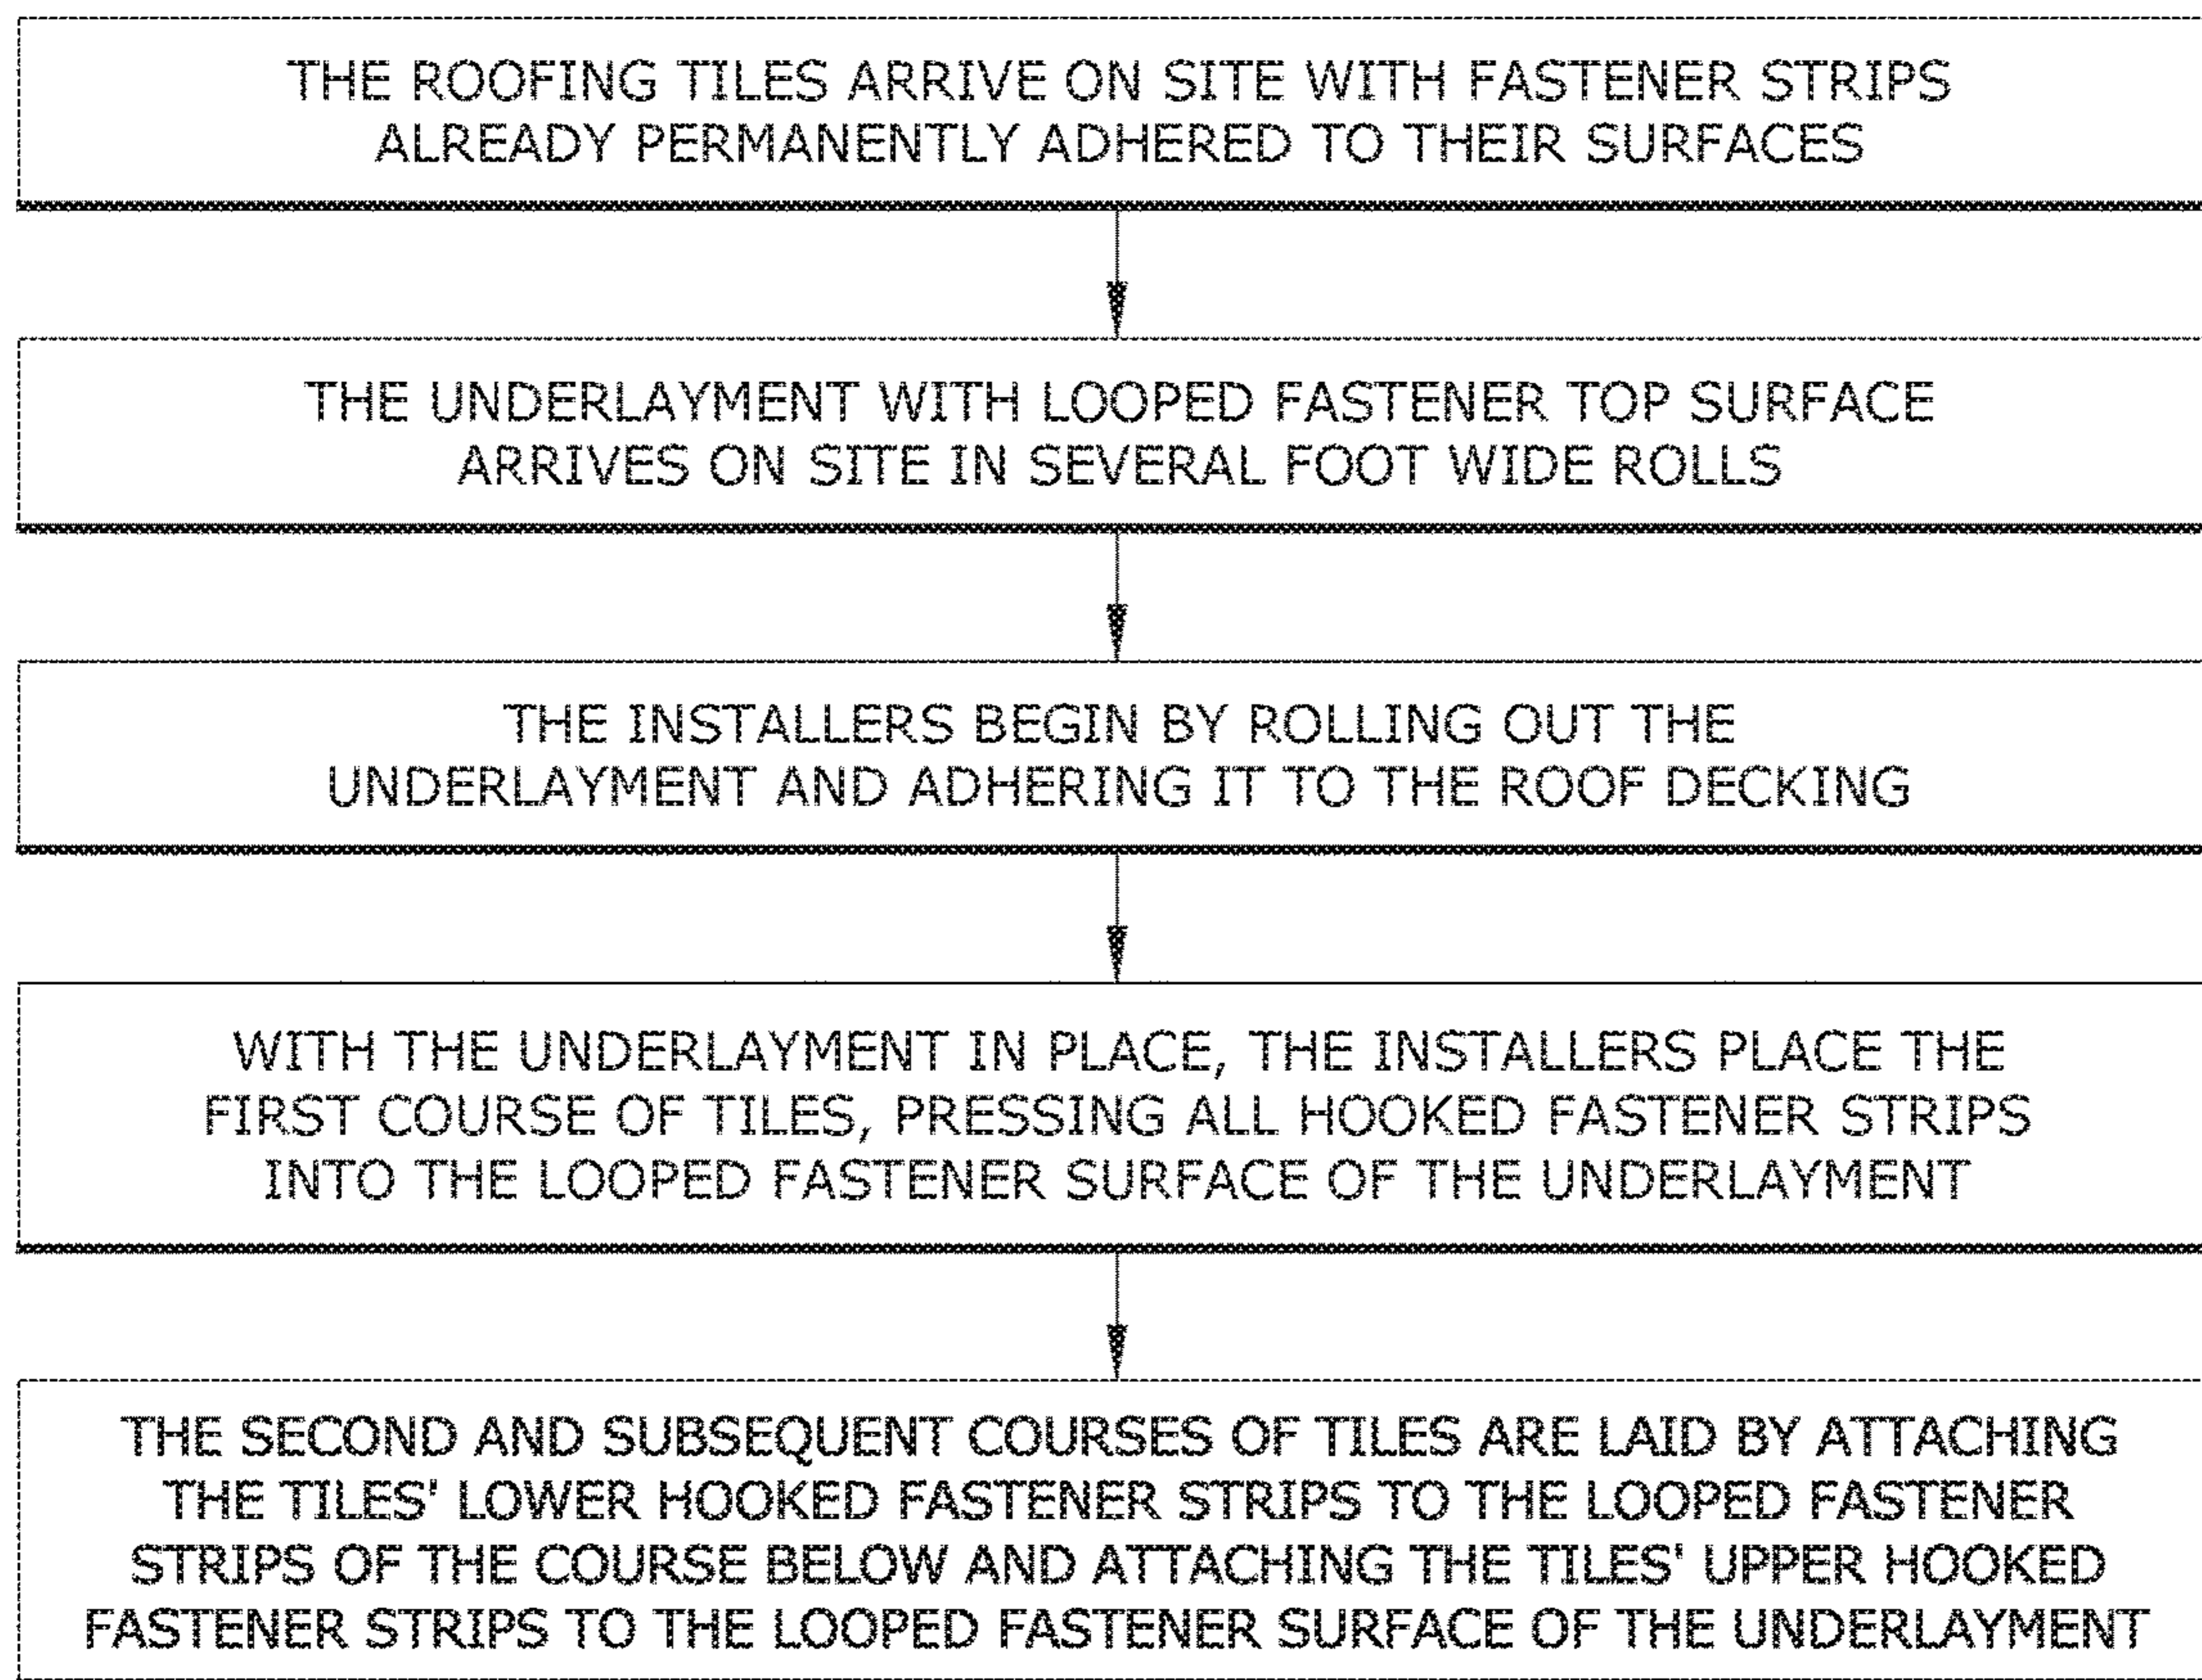 THE ROOFING TILES ARRIVE ON SITE WITH FASTENER STRIPS
ALREADY PERMANENTLY ADHERED TO THEIR SURFACES
THE UNDERLAYMENT WITH LOOPED FASTENER TOP SURFACE
ARRIVES ON SITE IN SEVERAL FOOT WIDE ROLLS
THE INSTALLERS BEGIN BY ROLLING OUT THE
UNDERLAYMENT AND ADHERING IT TO THE ROOF DECKING
WITH THE UNDERLAYMENT IN PLACE, THE INSTALLERS PLACE THE
FIRST COURSE OF TILES, PRESSING ALL HOOKED FASTENER STRIPS
INTO THE LOOPED FASTENER SURFACE OF THE UNDERLAYMENT
THE SECOND AND SUBSEQUENT COURSES OF TILES ARE LAID BY ATTACHING
THE TILES' LOWER HOOKED FASTENER STRIPS TO THE LOOPED FASTENER
STRIPS OF THE COURSE BELOW AND ATTACHING THE TILES' UPPER HOOKED
FASTENER STRIPS TO THE LOOPED FASTENER SURFACE OF THE UNDERLAYMENT